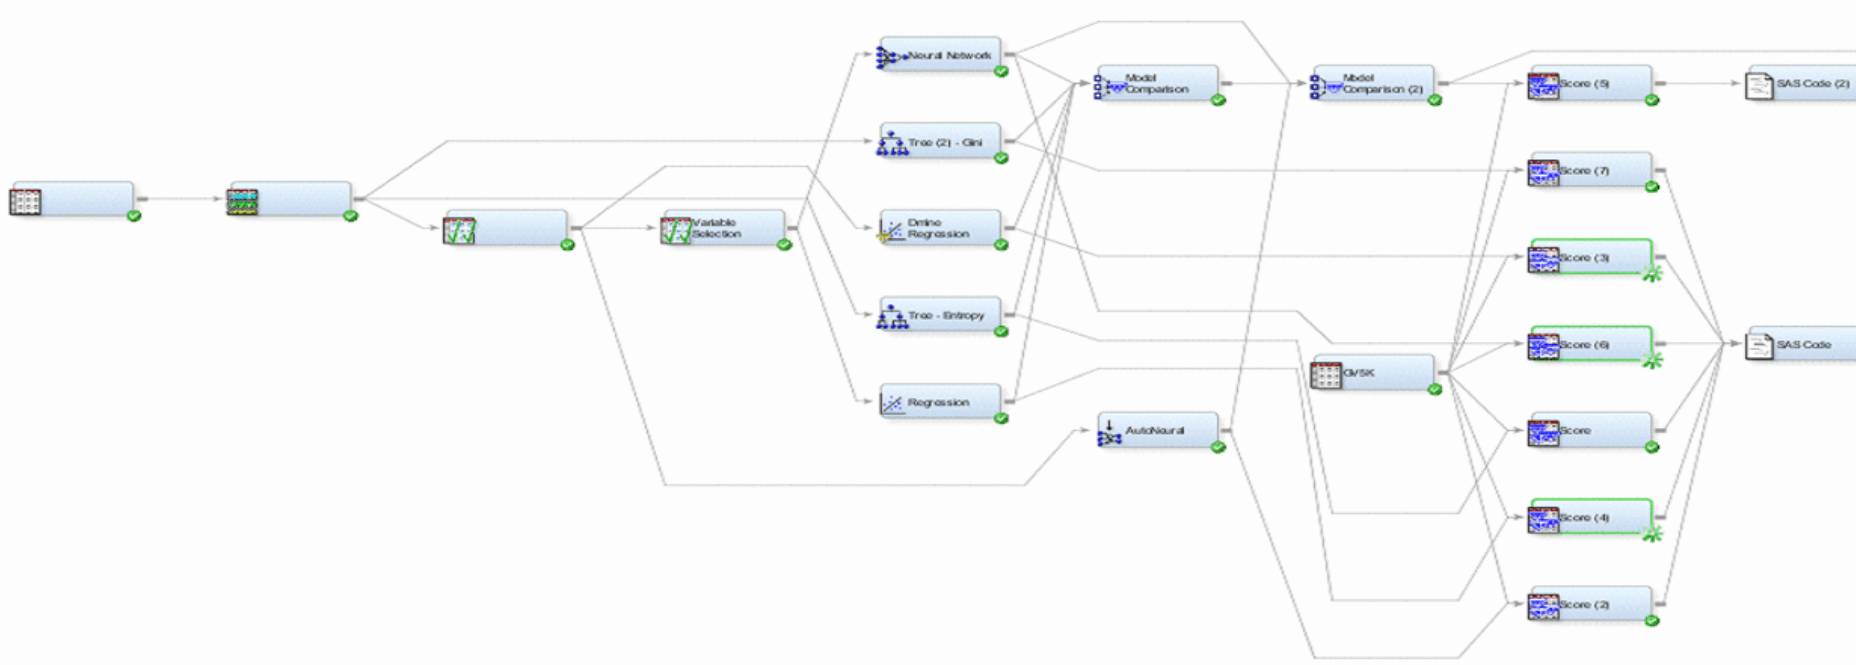 Neural Network
Model
Comparison
Model
Comparison (2)
Score (5)
SAS Code (2)
Tree (2) - Gini
Score (7)
Variable
Selection
Dmine
Regression
Score (3)
Tree - Entropy
Score (6)
SAS Code
Regression
AutoNeural
Score
Score (4)
Score (2)